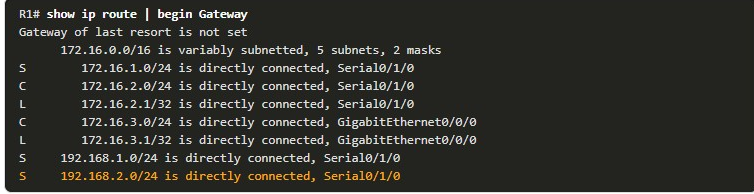 R1# show ip route | begin Gateway
Gateway of last resort is not set
172.16.0.0/16 is variably subnetted, 5 subnets, 2 masks
S 172.16.1.0/24 is directly connected, Serial0/1/0
C 172.16.2.0/24 is directly connected, Serial0/1/0
L 172.16.2.1/32 is directly connected, Serial0/1/0
C 172.16.3.0/24 is directly connected, GigabitEthernet0/0/0
L 172.16.3.1/32 is directly connected, GigabitEthernet0/0/0
S 192.168.1.0/24 is directly connected, Serial0/1/0
S 192.168.2.0/24 is directly connected, Serial0/1/0